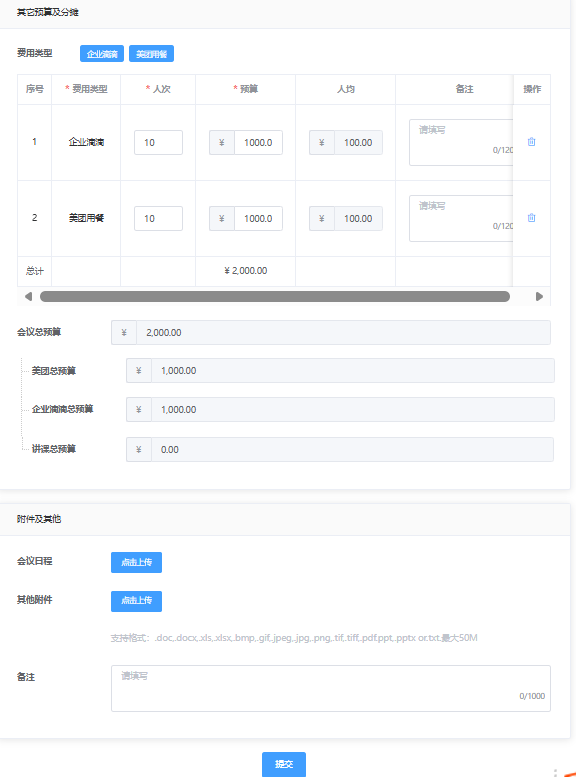 其它预算及分摊
费用类型 企业滴滴 美团用餐
序号 * 费用类型 * 人次 * 预算 人均 备注 操作
1 企业滴滴 10 ¥ 1000.0 ¥ 100.00 请填写 0/120
2 美团用餐 10 ¥ 1000.0 ¥ 100.00 请填写 0/120
总计 ¥ 2,000.00
会议总预算 ¥ 2,000.00
美团总预算 ¥ 1,000.00
企业滴滴总预算 ¥ 1,000.00
讲课总预算 ¥ 0.00
附件及其他
会议日程 点击上传
其他附件 点击上传
支持格式：.doc,.docx,.xls,.xlsx,.bmp,.gif,.jpeg,.jpg,.png,.tif,.tiff,.pdf,ppt,.pptx or.txt,最大50M
备注 请填写
0/1000
提交